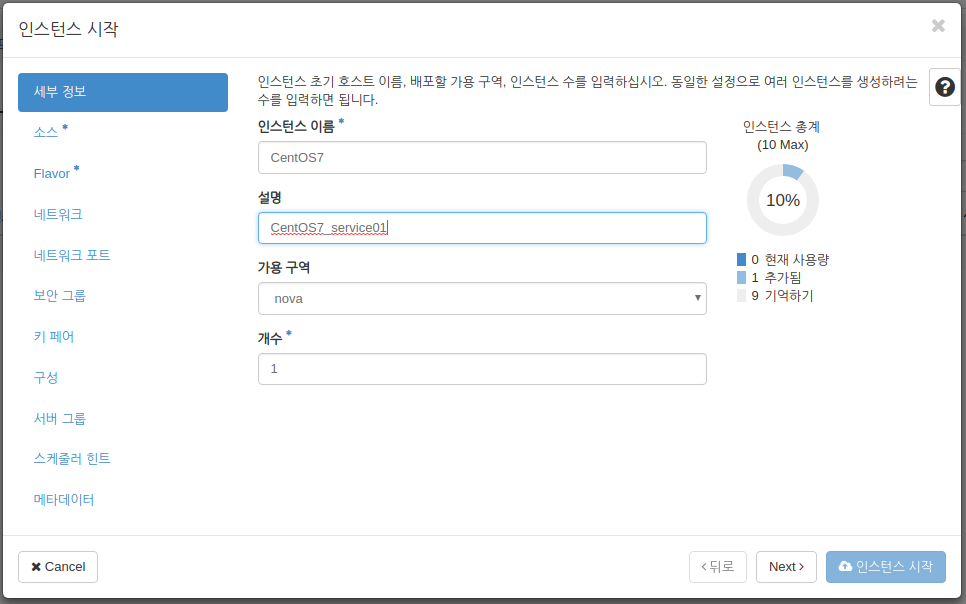 인스턴스 시작
세부 정보
소스 *
Flavor *
네트워크
네트워크 포트
보안 그룹
키 페어
구성
서버 그룹
스케줄러 힌트
메타데이터
인스턴스 초기 호스트 이름, 배포할 가용 구역, 인스턴스 수를 입력하십시오. 동일한 설정으로 여러 인스턴스를 생성하려는
수를 입력하면 됩니다.
인스턴스 이름 *
CentOS7
설명
CentOS7_service01
가용 구역
nova
개수 *
1
인스턴스 총계
(10 Max)
10%
0 현재 사용량
1 추가됨
9 기억하기
Cancel
< 뒤로
Next >
인스턴스 시작